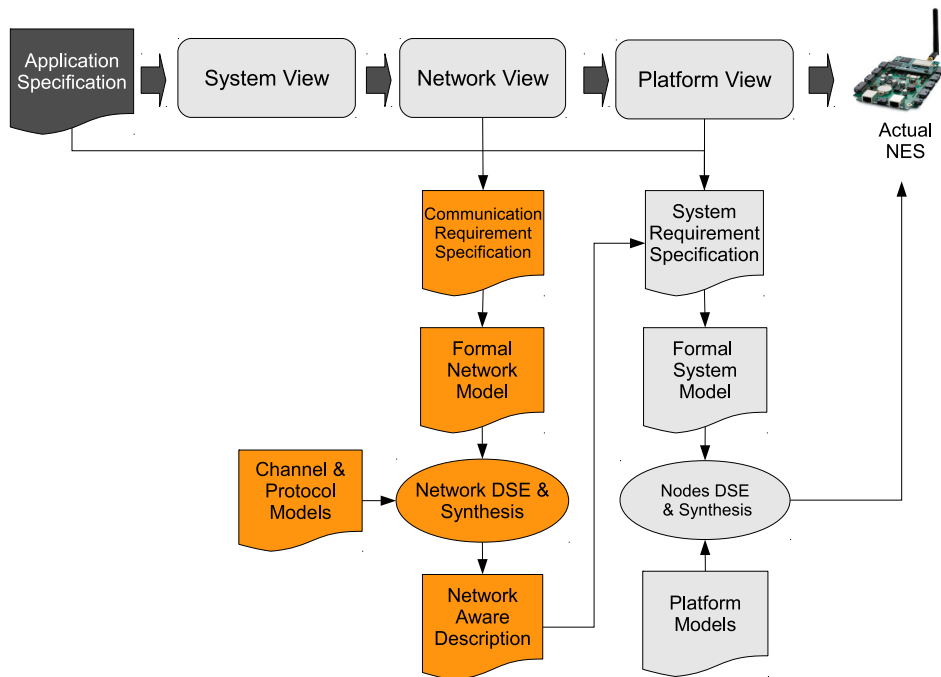 Application
Specification
System View
Network View
Platform View
Actual
NES
Communication
Requirement
Specification
System
Requirement
Specification
Formal
Network
Model
Formal
System
Model
Channel &
Protocol
Models
Network DSE &
Synthesis
Nodes DSE
& Synthesis
Network
Aware
Description
Platform
Models